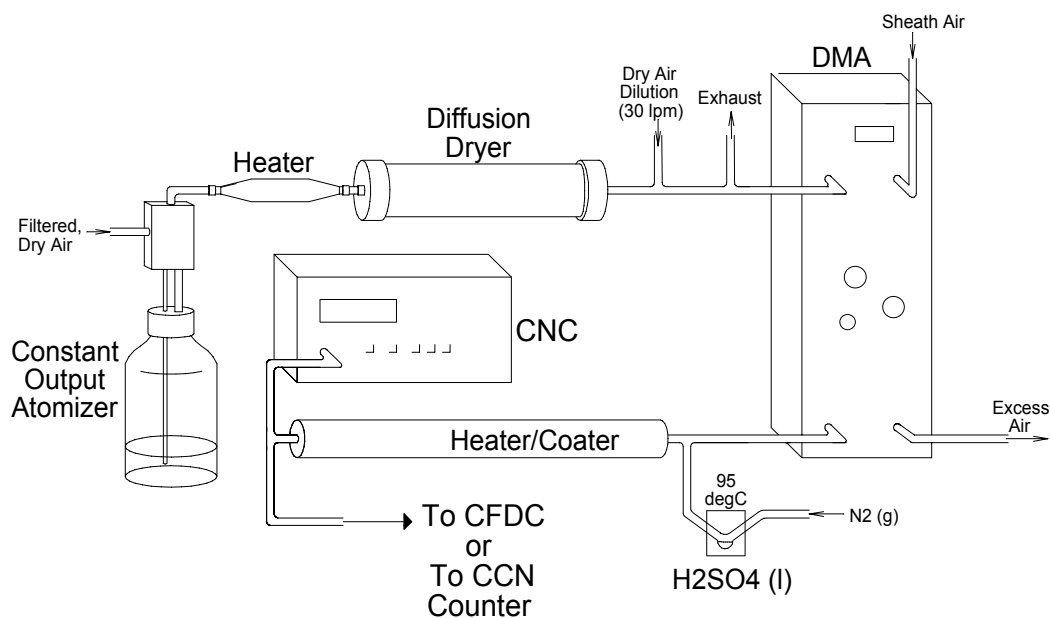 Sheath Air
DMA
Dry Air
Dilution
(30 lpm)
Exhaust
Diffusion
Dryer
Heater
Filtered,
Dry Air
CNC
Constant
Output
Atomizer
Heater/Coater
Excess
Air
95
degC
N2 (g)
H2SO4 (l)
To CFDC
or
To CCN
Counter